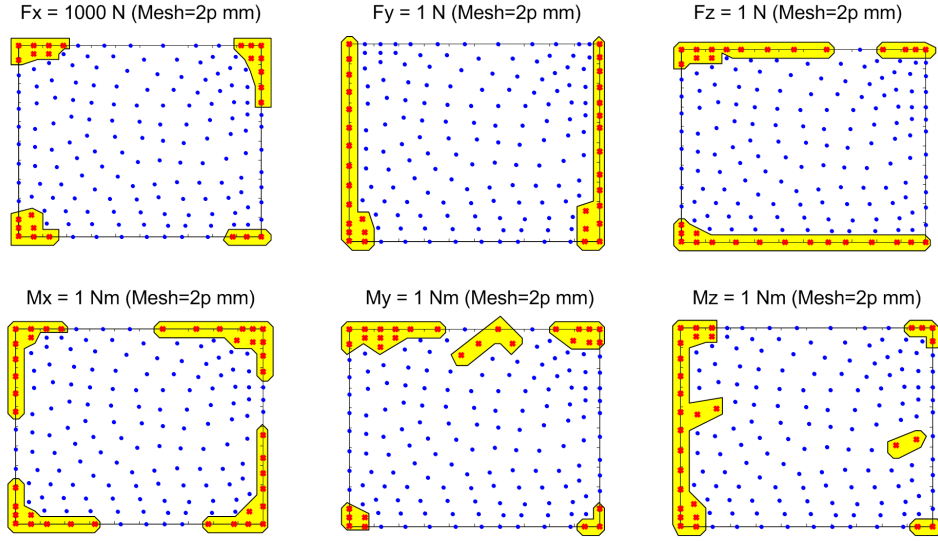 Fx = 1000 N (Mesh=2p mm)
Fy = 1 N (Mesh=2p mm)
Fz = 1 N (Mesh=2p mm)
Mx = 1 Nm (Mesh=2p mm)
My = 1 Nm (Mesh=2p mm)
Mz = 1 Nm (Mesh=2p mm)